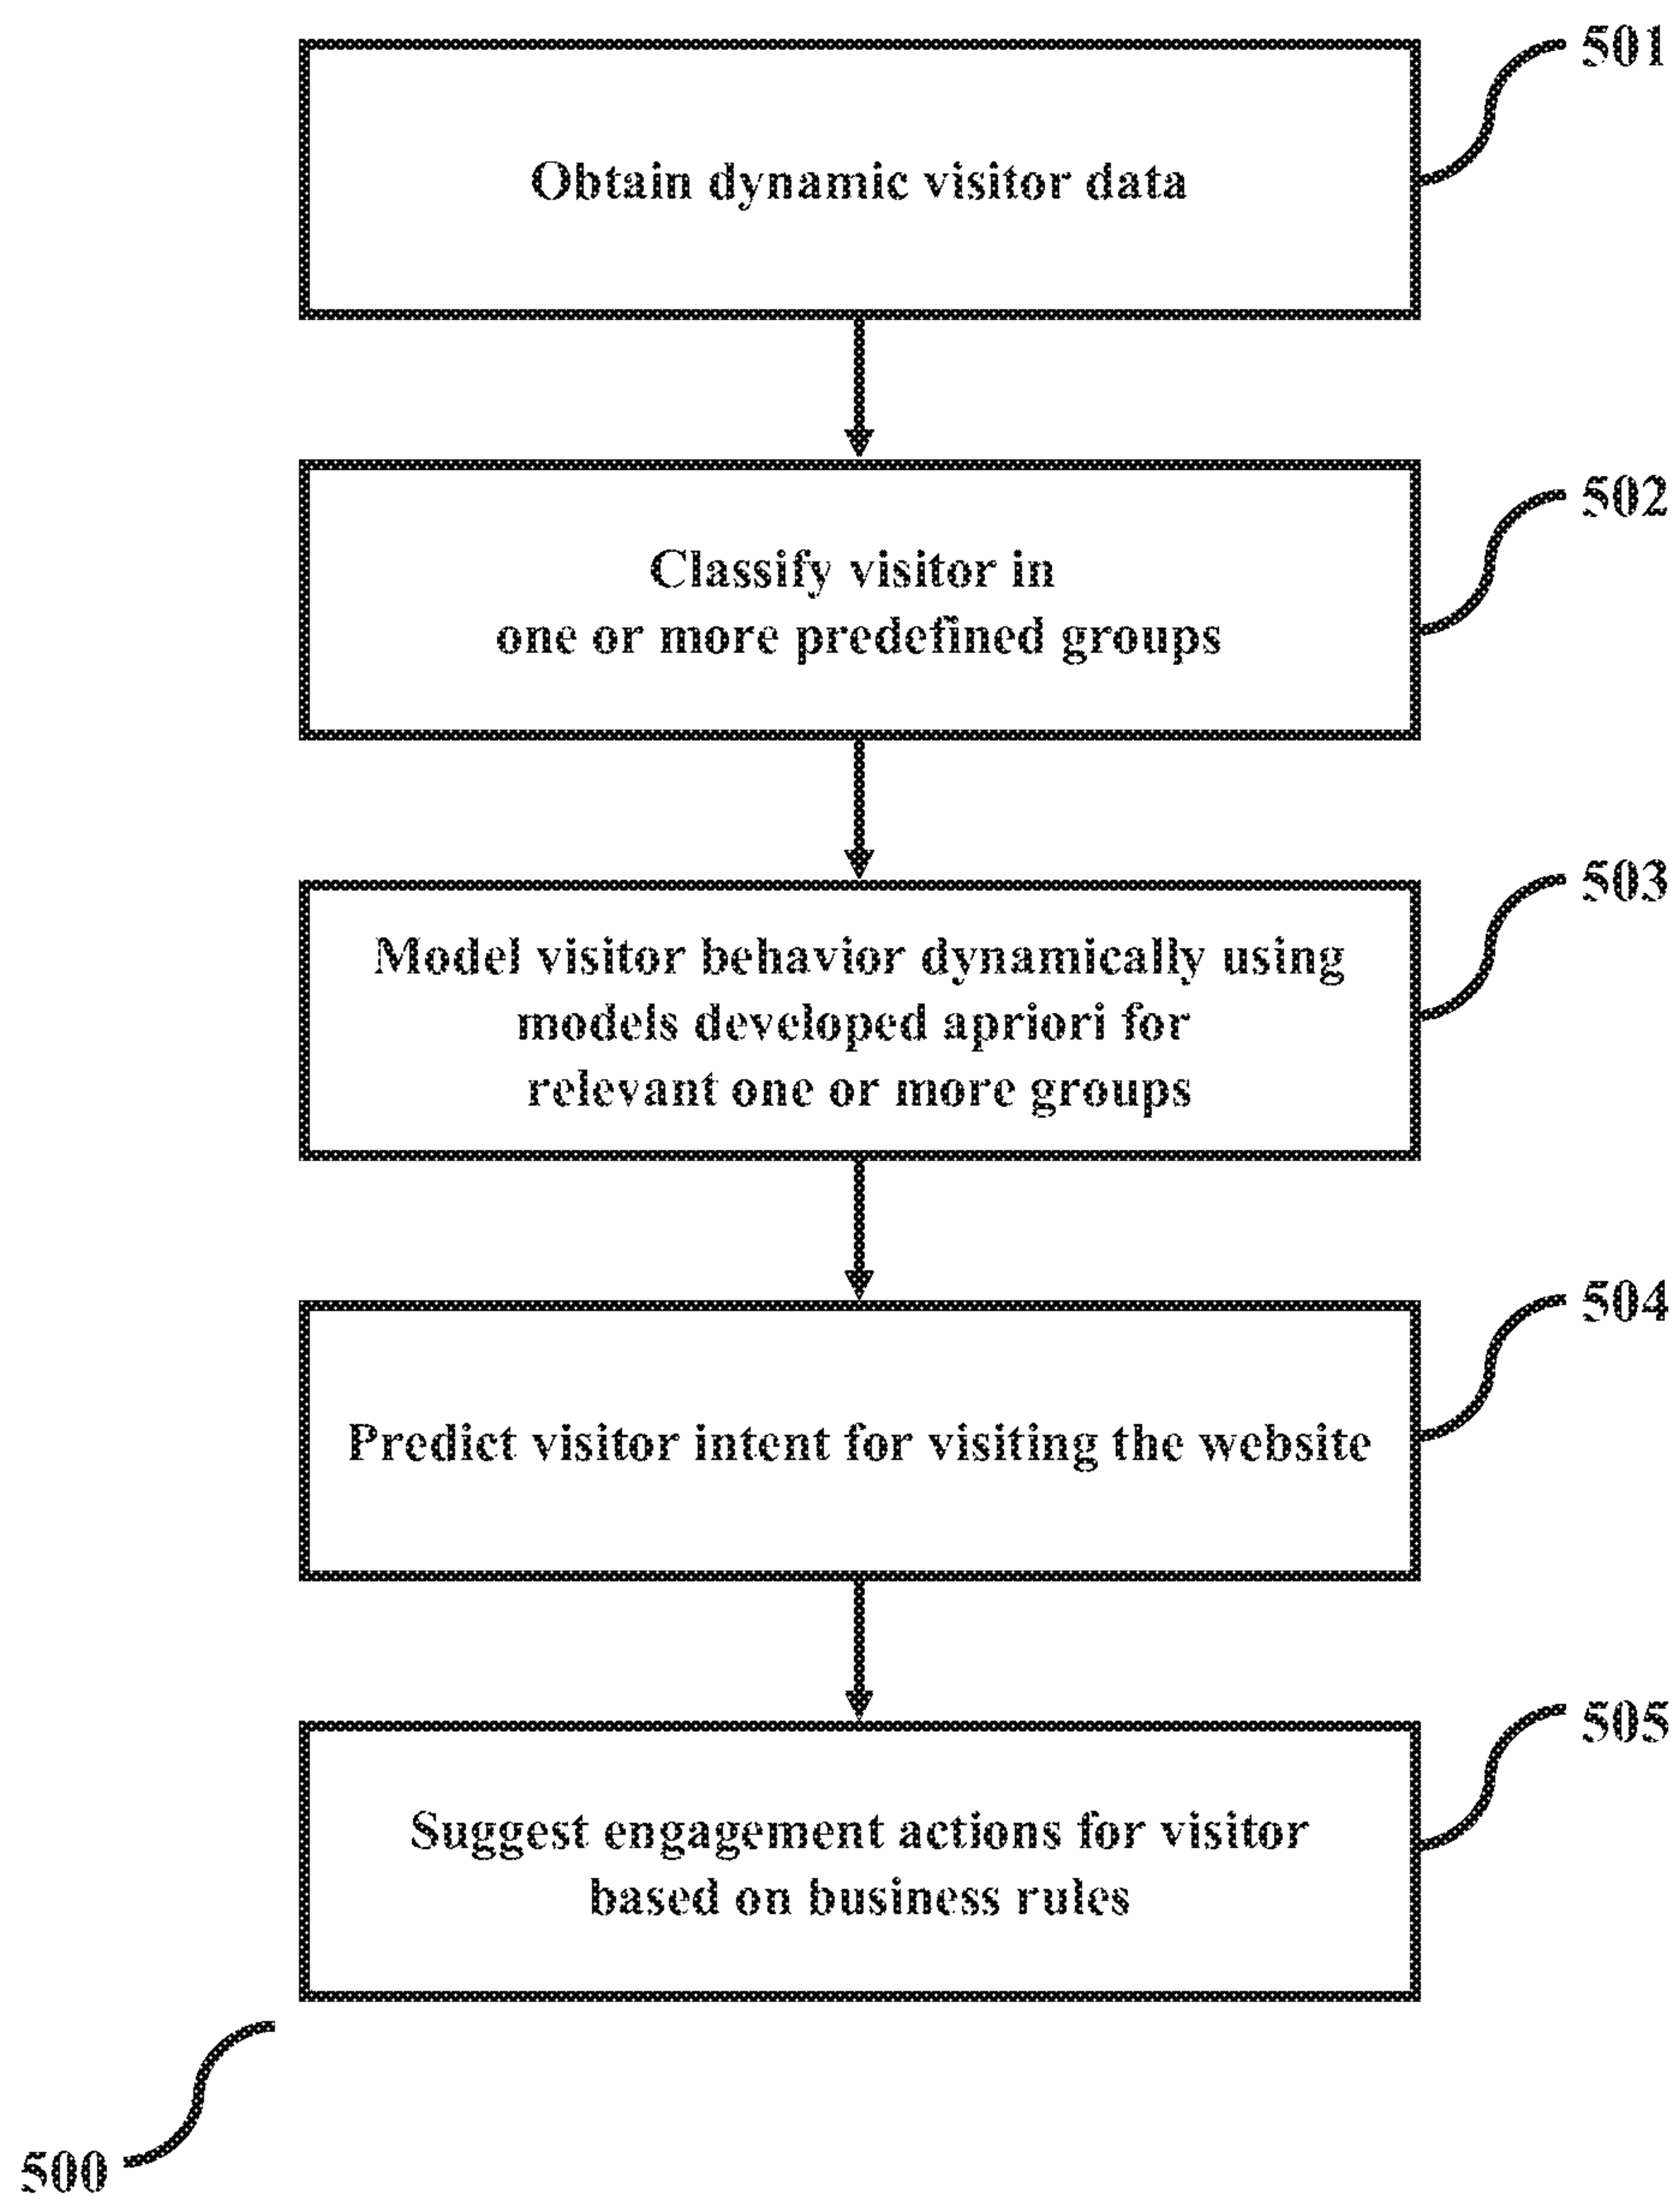 501
Obtain dynamic visitor data
502
Classify visitor in
one or more predefined groups
503
Model visitor behavior dynamically using
models developed apriori for
relevant one or more groups
504
Predict visitor intent for visiting the website
505
Suggest engagement actions for visitor
based on business rules
500